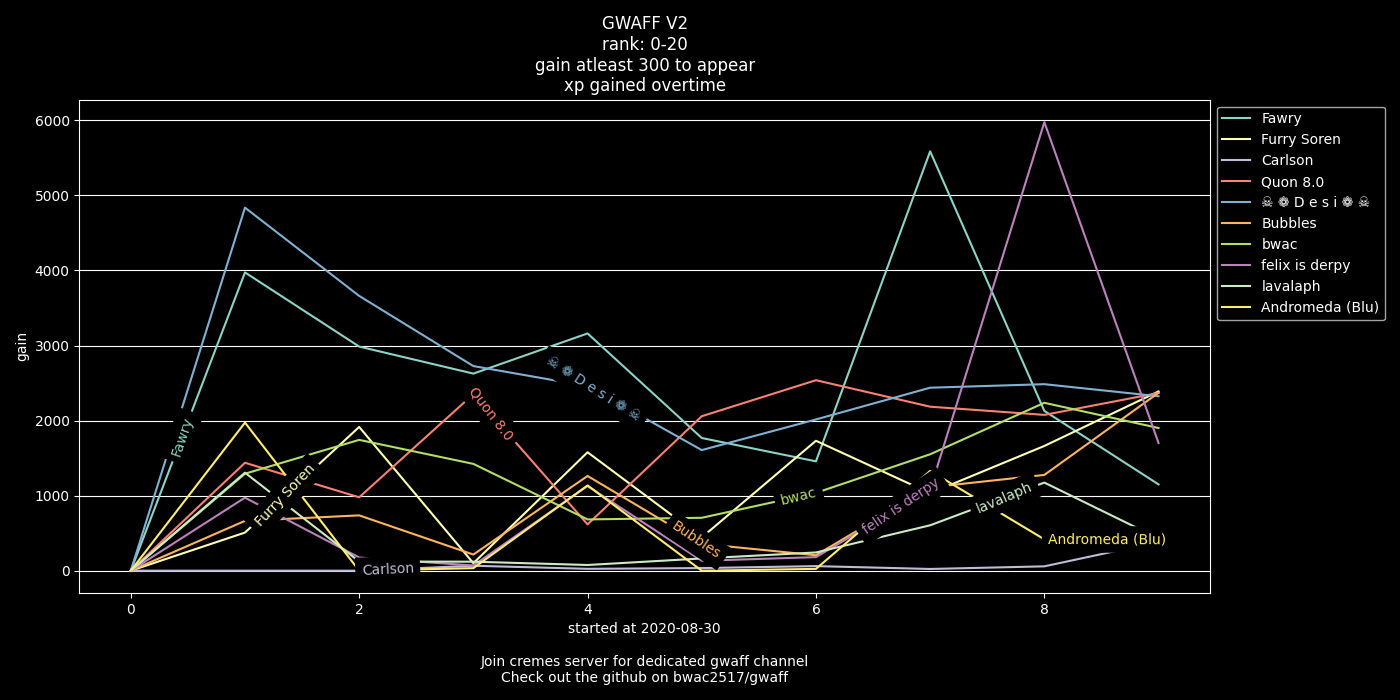 GWAFF V2
rank: 0-20
gain atleast 300 to appear
xp gained overtime
6000
5000
4000
3000
2000
1000
0
gain
Fawry
Furry Soren
Carlson
Quon 8.0
☠ ❁ D e s i ❁ ☠
Bubbles
bwac
felix is derpy
lavalaph
Andromeda (Blu)
0
2
4
6
8
started at 2020-08-30
Join cremes server for dedicated gwaff channel
Check out the github on bwac2517/gwaff
Fawry
Furry Soren
Carlson
Quon 8.0
☠ ❁ D e s i ❁ ☠
Bubbles
bwac
felix is derpy
lavalaph
Andromeda (Blu)